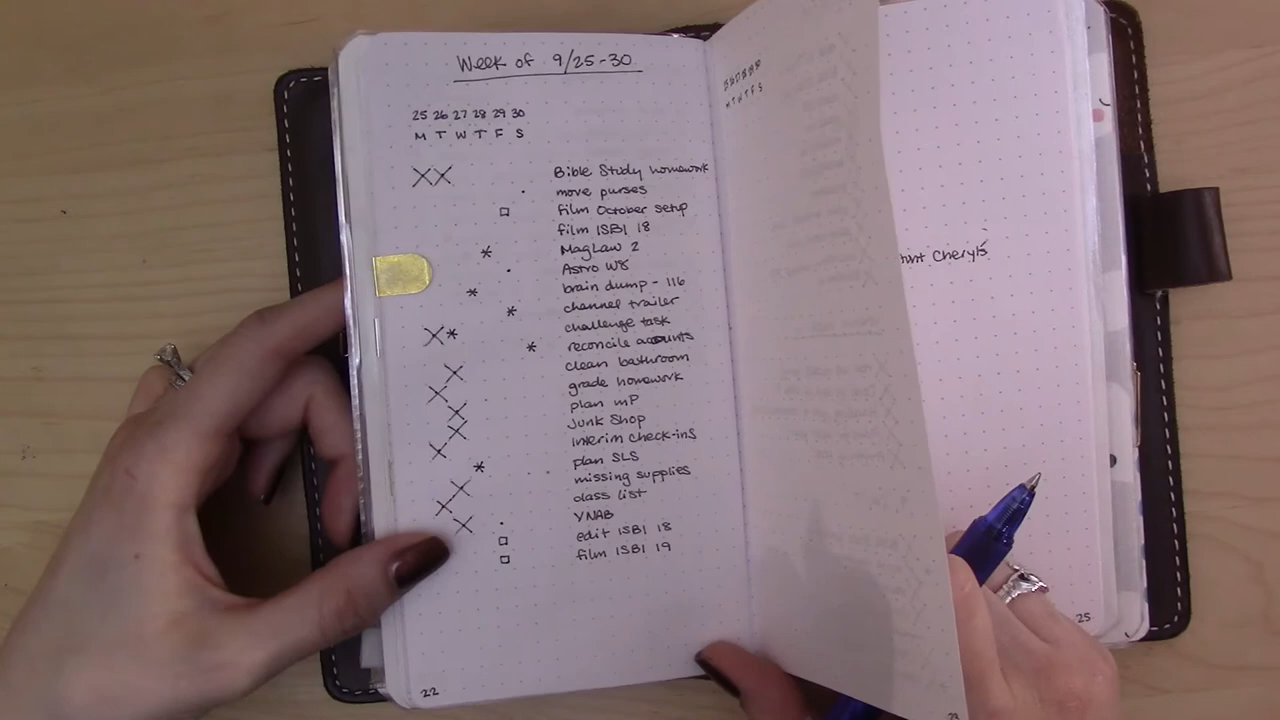 Week of 9/25-30
25 26 27 28 29 30
M T W T F S
Bible Study homework
move purses
film October setup
film ISBI 18
MagLaw 2
Astro W8
brain dump - 116
channel trailer
challenge task
reconcile accounts
clean bathroom
grade homework
plan MP
Junk Shop
Interim check-ins
plan SLS
missing supplies
class list
YNAB
edit ISBI 18
film ISBI 19
22
M T W T F S
Cheryls
25
23